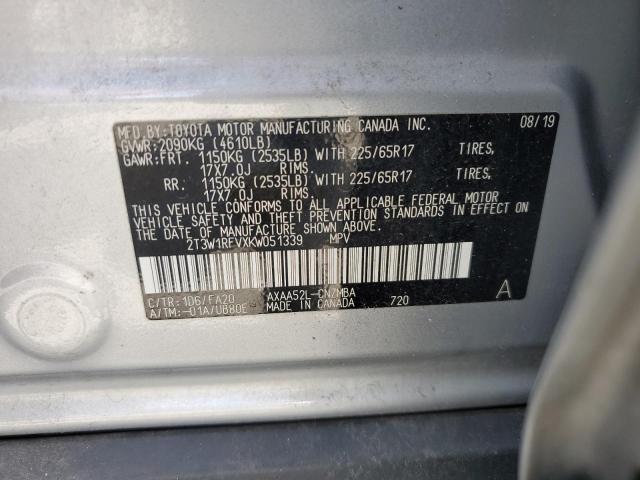 MFD. BY: TOYOTA MOTOR MANUFACTURING CANADA INC. 08/19
GVWR: 2090KG (4610LB)
GAWR: FRT. 1150KG (2535LB) WITH 225/65R17 TIRES,
17X7.0J RIMS,
RR. 1150KG (2535LB) WITH 225/65R17 TIRES,
17X7.0J RIMS,
THIS VEHICLE CONFORMS TO ALL APPLICABLE FEDERAL MOTOR
VEHICLE SAFETY AND THEFT PREVENTION STANDARDS IN
EFFECT ON THE DATE OF MANUFACTURE SHOWN ABOVE.
2T3W1RFVXKW051339 MPV
C/TR: 1D6/FA20 AXAA52L-CNZMBA A
A/TM: -01A/UB80E MADE IN CANADA 720